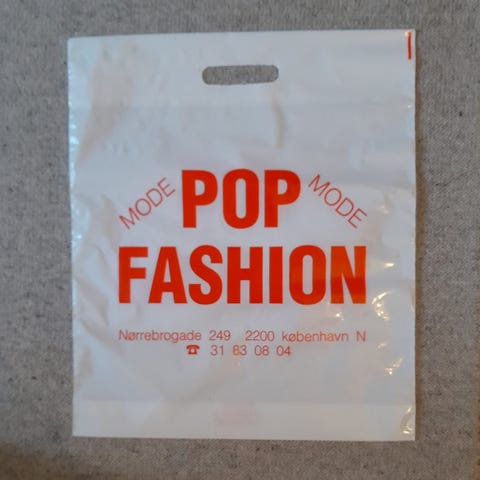 MODE POP MODE
FASHION
Nørrebrogade 249 2200 københavn N
☎ 31 83 08 04